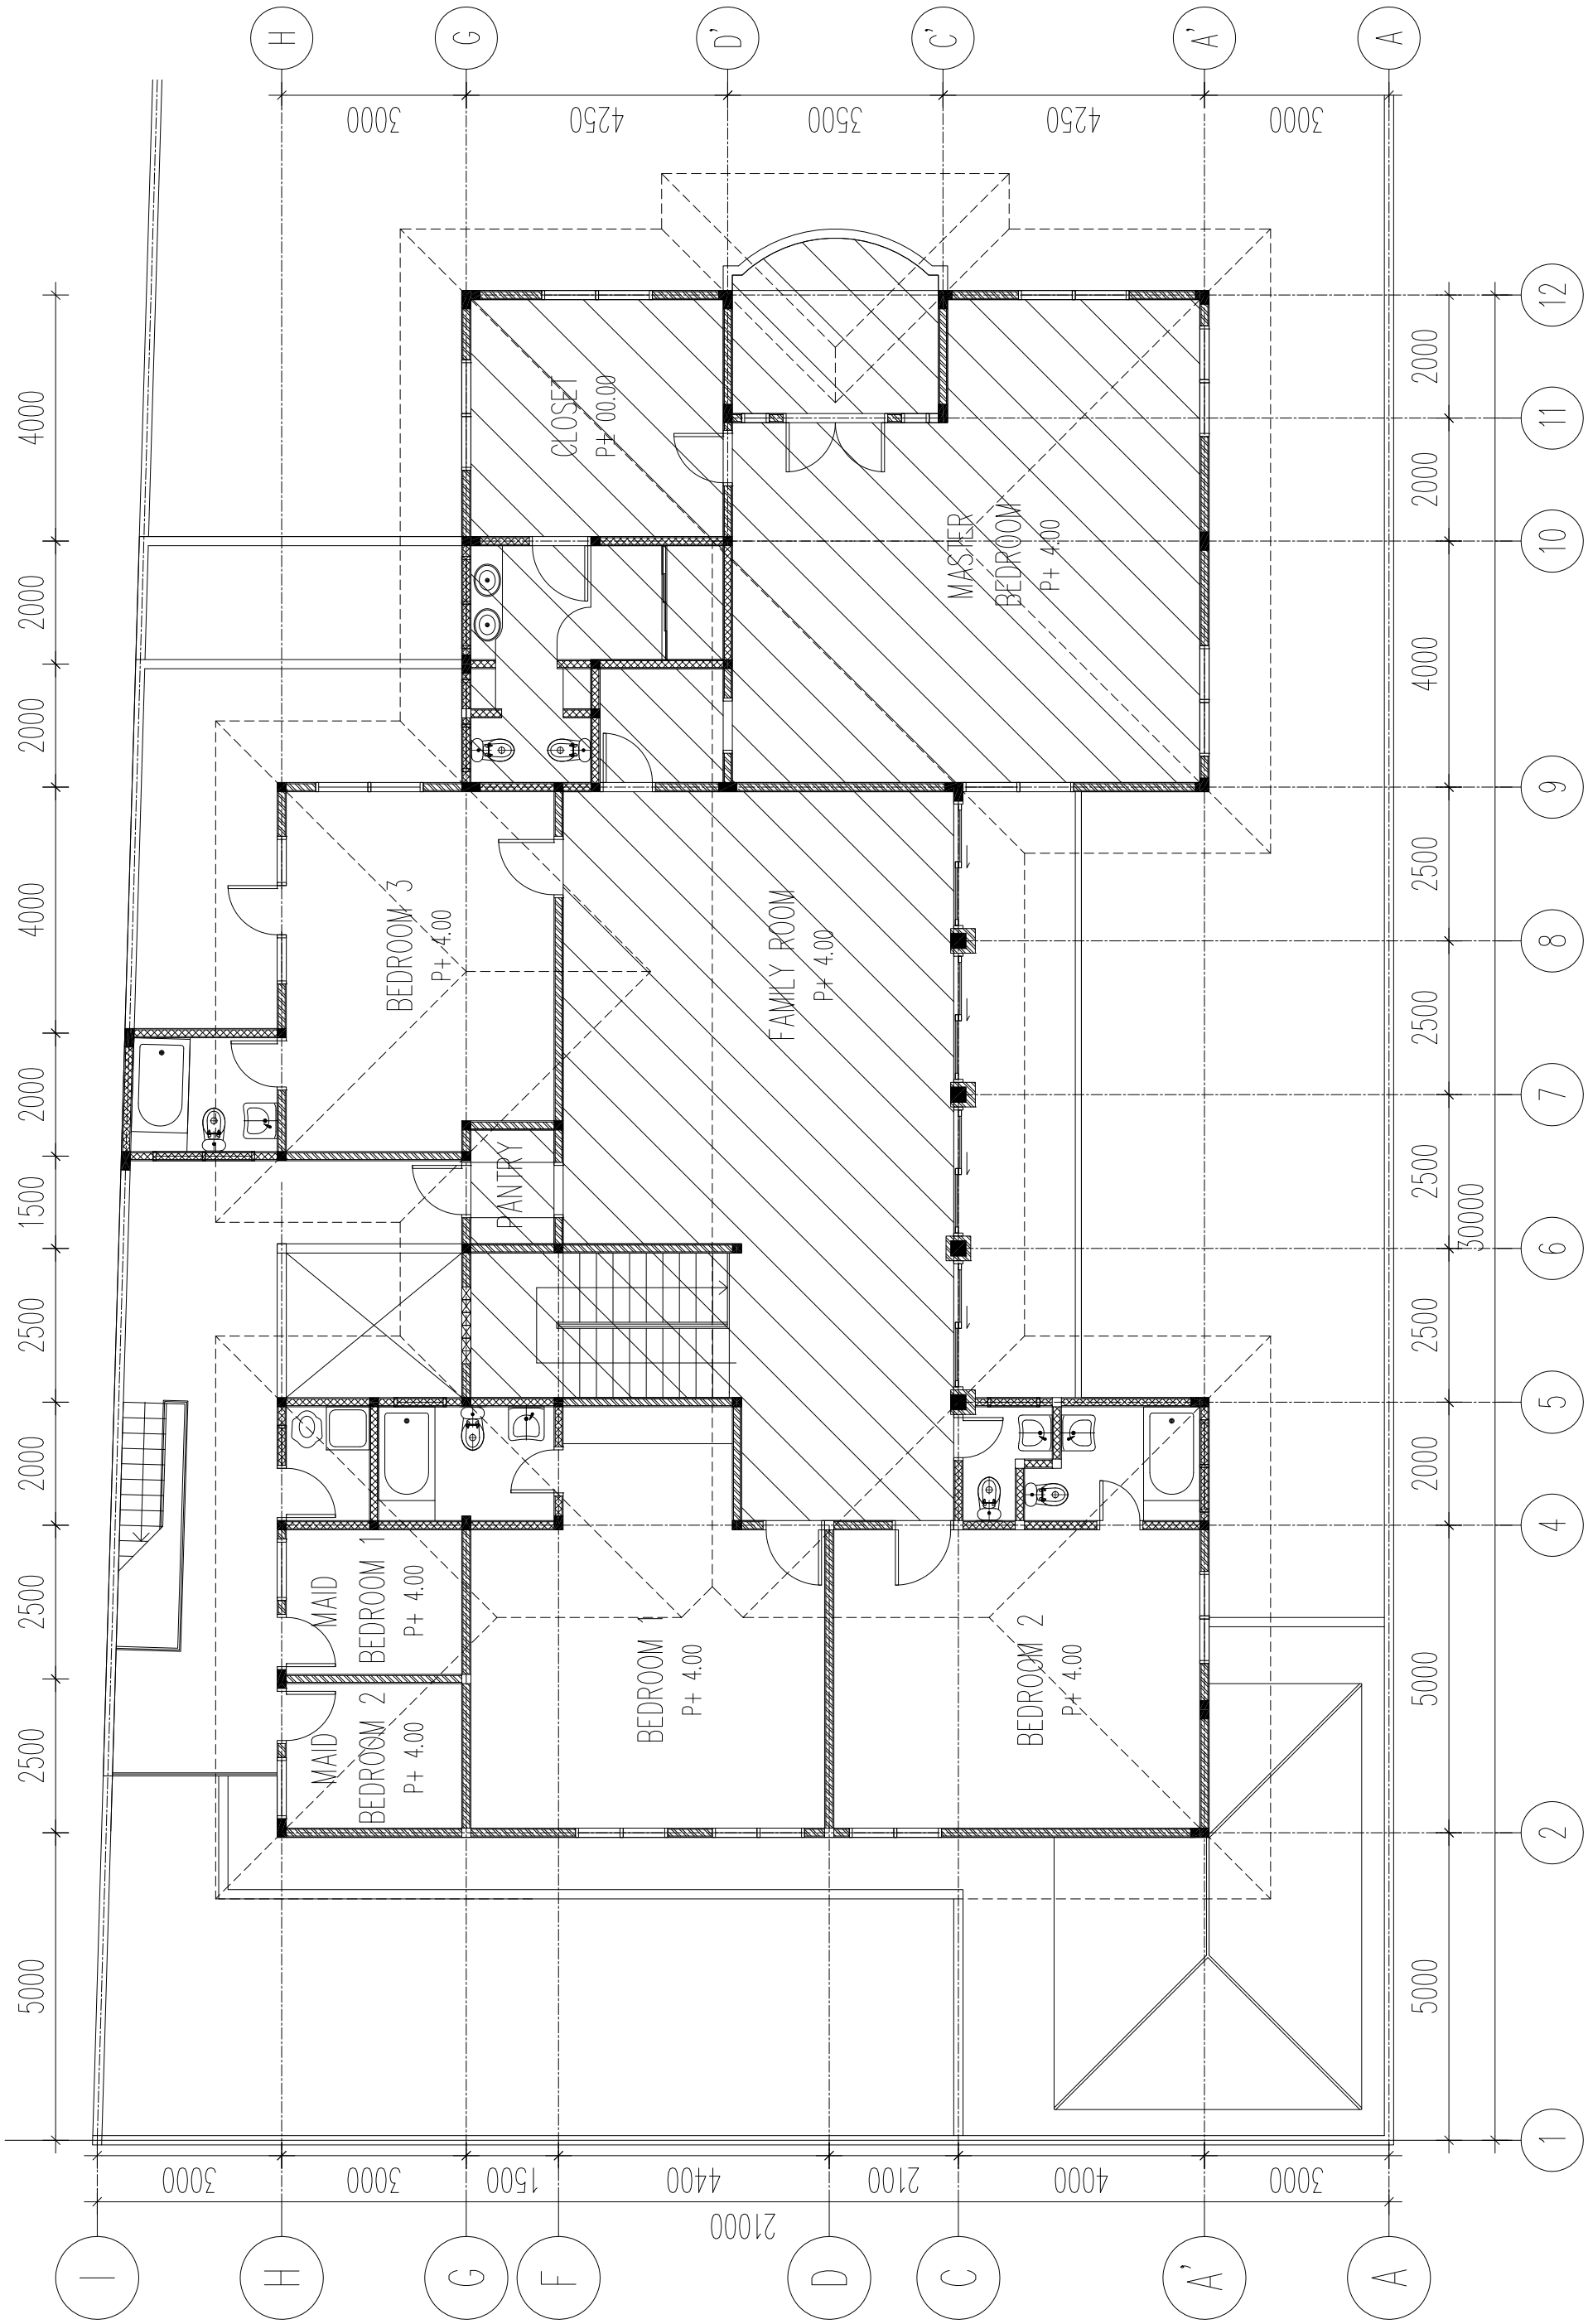 H
G
D'
C'
A'
A
3000
4250
3500
4250
3000
4000
2000
2000
4000
2000
1500
2500
2000
2500
2500
5000
CLOSET
P± 00.00
MASTER
BEDROOM
P+ 4.00
BEDROOM 3
P+ 4.00
FAMILY ROOM
P+ 4.00
PANTRY
MAID
BEDROOM 1
P+ 4.00
MAID
BEDROOM 2
P+ 4.00
BEDROOM 1
P+ 4.00
BEDROOM 2
P+ 4.00
2000
2000
4000
2500
2500
2500
2500
2000
5000
5000
30000
12
11
10
9
8
7
6
5
4
2
1
3000
3000
1500
4400
2100
4000
3000
21000
I
H
G
F
D
C
A'
A